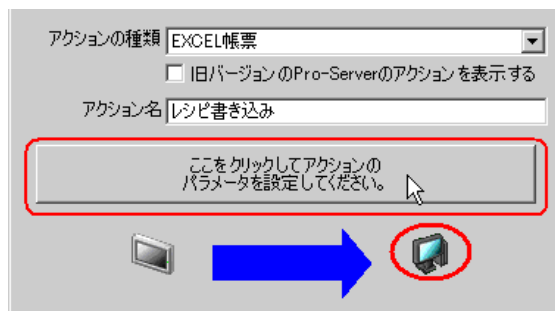 アクションの種類 EXCEL帳票
旧バージョンのPro-Serverのアクションを表示する
アクション名 レシピ書き込み
ここをクリックしてアクションの
パラメータを設定してください。